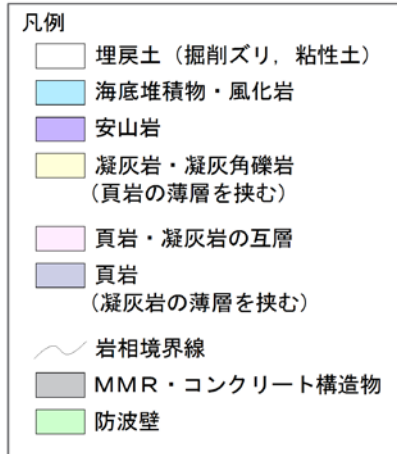 凡例
埋戻土（掘削ズリ，粘性土）
海底堆積物・風化岩
安山岩
凝灰岩・凝灰角礫岩
（頁岩の薄層を挟む）
頁岩・凝灰岩の互層
頁岩
（凝灰岩の薄層を挟む）
岩相境界線
ＭＭＲ・コンクリート構造物
防波壁